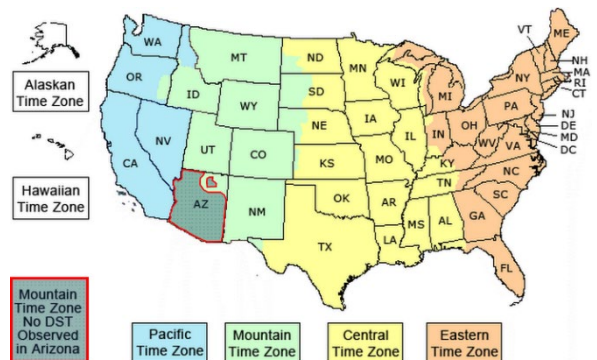 ME
VT
WA
NH
MT
ND
MA
MN
RI
OR
NY
CT
Alaskan
Time Zone
ID
SD
WI
MI
WY
PA
NJ
IA
NE
DE
OH
IN
IL
MD
NV
UT
WV
VA
DC
CO
CA
KS
MO
KY
NC
Hawaiian
Time Zone
TN
AZ
OK
SC
NM
AR
MS
AL
GA
TX
LA
FL
Mountain
Time Zone
No DST
Observed
in Arizona
Pacific
Time Zone
Mountain
Time Zone
Central
Time Zone
Eastern
Time Zone